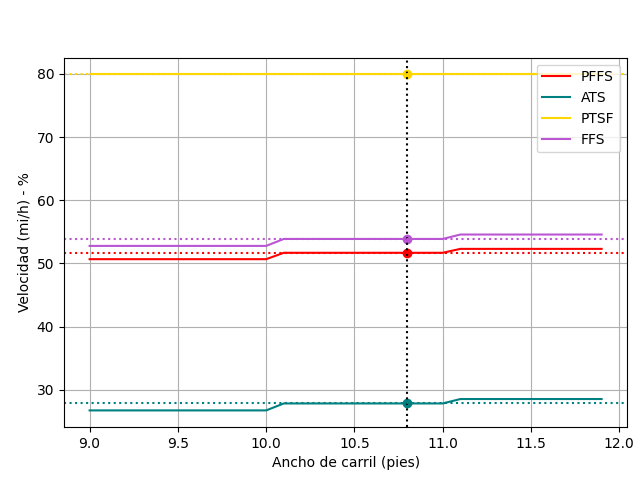 80
70
60
50
40
30
Velocidad (mi/h) - %
PFFS
ATS
PTSF
FFS
9.0 9.5 10.0 10.5 11.0 11.5 12.0
Ancho de carril (pies)